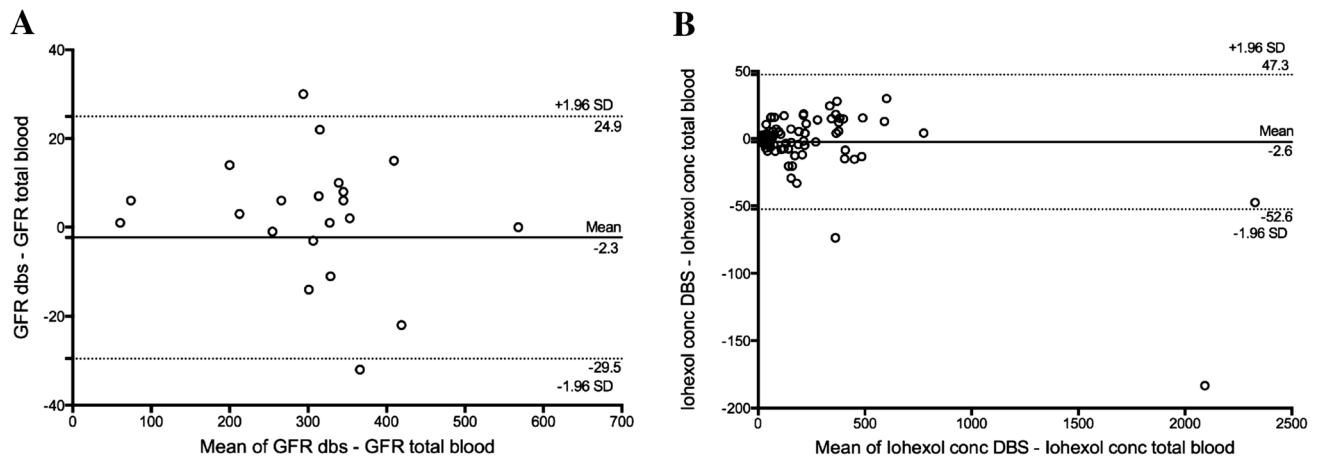 A
40
20
0
-20
-40
GFR dbs - GFR total blood
+1.96 SD
24.9
Mean
-2.3
-29.5
-1.96 SD
0 100 200 300 400 500 600 700
Mean of GFR dbs - GFR total blood
B
50
0
-50
-100
-150
-200
Iohexol conc DBS - Iohexol conc total blood
+1.96 SD
47.3
Mean
-2.6
-52.6
-1.96 SD
0 500 1000 1500 2000 2500
Mean of Iohexol conc DBS - Iohexol conc total blood